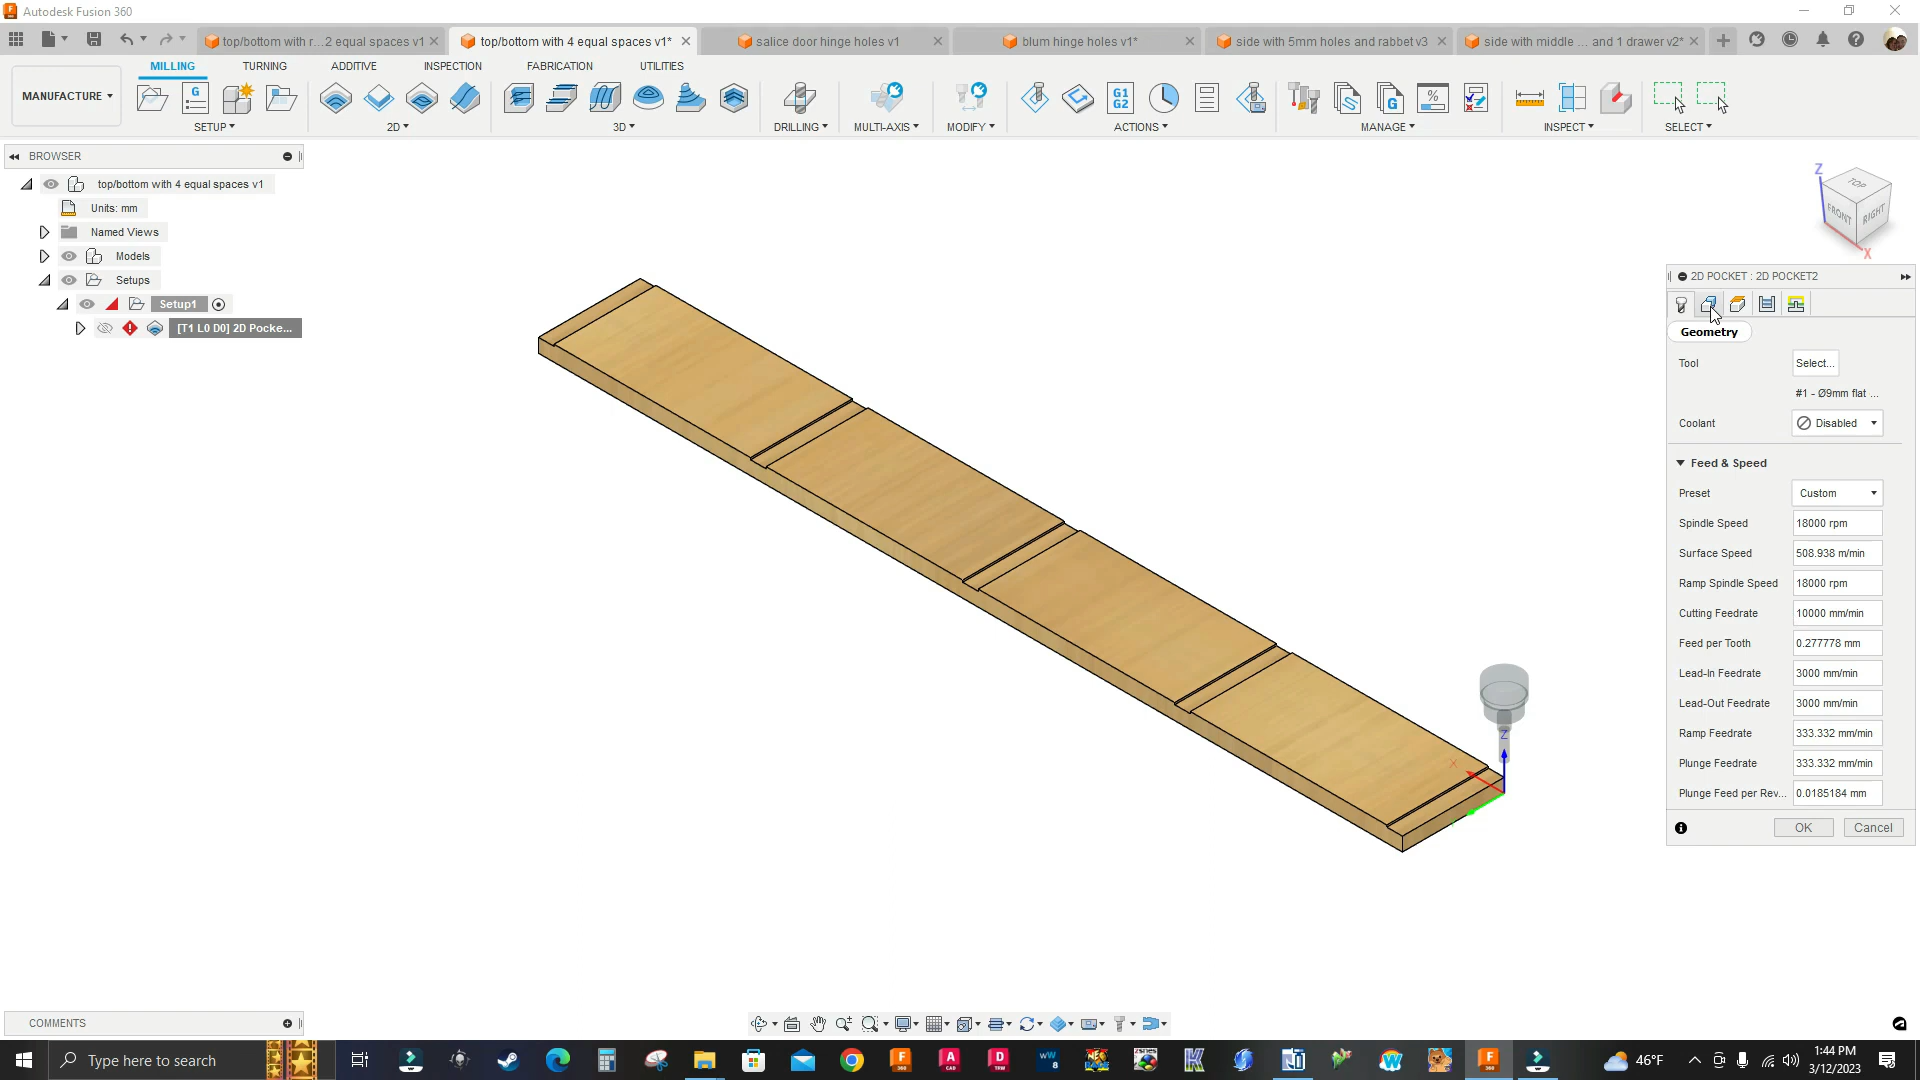 Autodesk Fusion 360
top/bottom with r...2 equal spaces v1
top/bottom with 4 equal spaces v1*
salice door hinge holes v1
blum hinge holes v1*
side with 5mm holes and rabbet v3
side with middle ... and 1 drawer v2*
MILLING
TURNING
ADDITIVE
INSPECTION
FABRICATION
UTILITIES
MANUFACTURE
SETUP
2D
3D
DRILLING
MULTI-AXIS
MODIFY
ACTIONS
MANAGE
INSPECT
SELECT
G
G1
G2
S
G
%
BROWSER
top/bottom with 4 equal spaces v1
Units: mm
Named Views
Models
Setups
Setup1
[T1 L0 D0] 2D Pocke...
Z
TOP
FRONT
RIGHT
X
2D POCKET : 2D POCKET2
Geometry
Tool
Select...
#1 - Ø9mm flat ...
Coolant
Disabled
Feed & Speed
Preset
Custom
Spindle Speed
18000 rpm
Surface Speed
508.938 m/min
Ramp Spindle Speed
18000 rpm
Cutting Feedrate
10000 mm/min
Feed per Tooth
0.277778 mm
Lead-In Feedrate
3000 mm/min
Lead-Out Feedrate
3000 mm/min
Ramp Feedrate
333.332 mm/min
Plunge Feedrate
333.332 mm/min
Plunge Feed per Rev...
0.0185184 mm
OK
Cancel
Z
X
COMMENTS
Type here to search
46°F
1:44 PM
3/12/2023